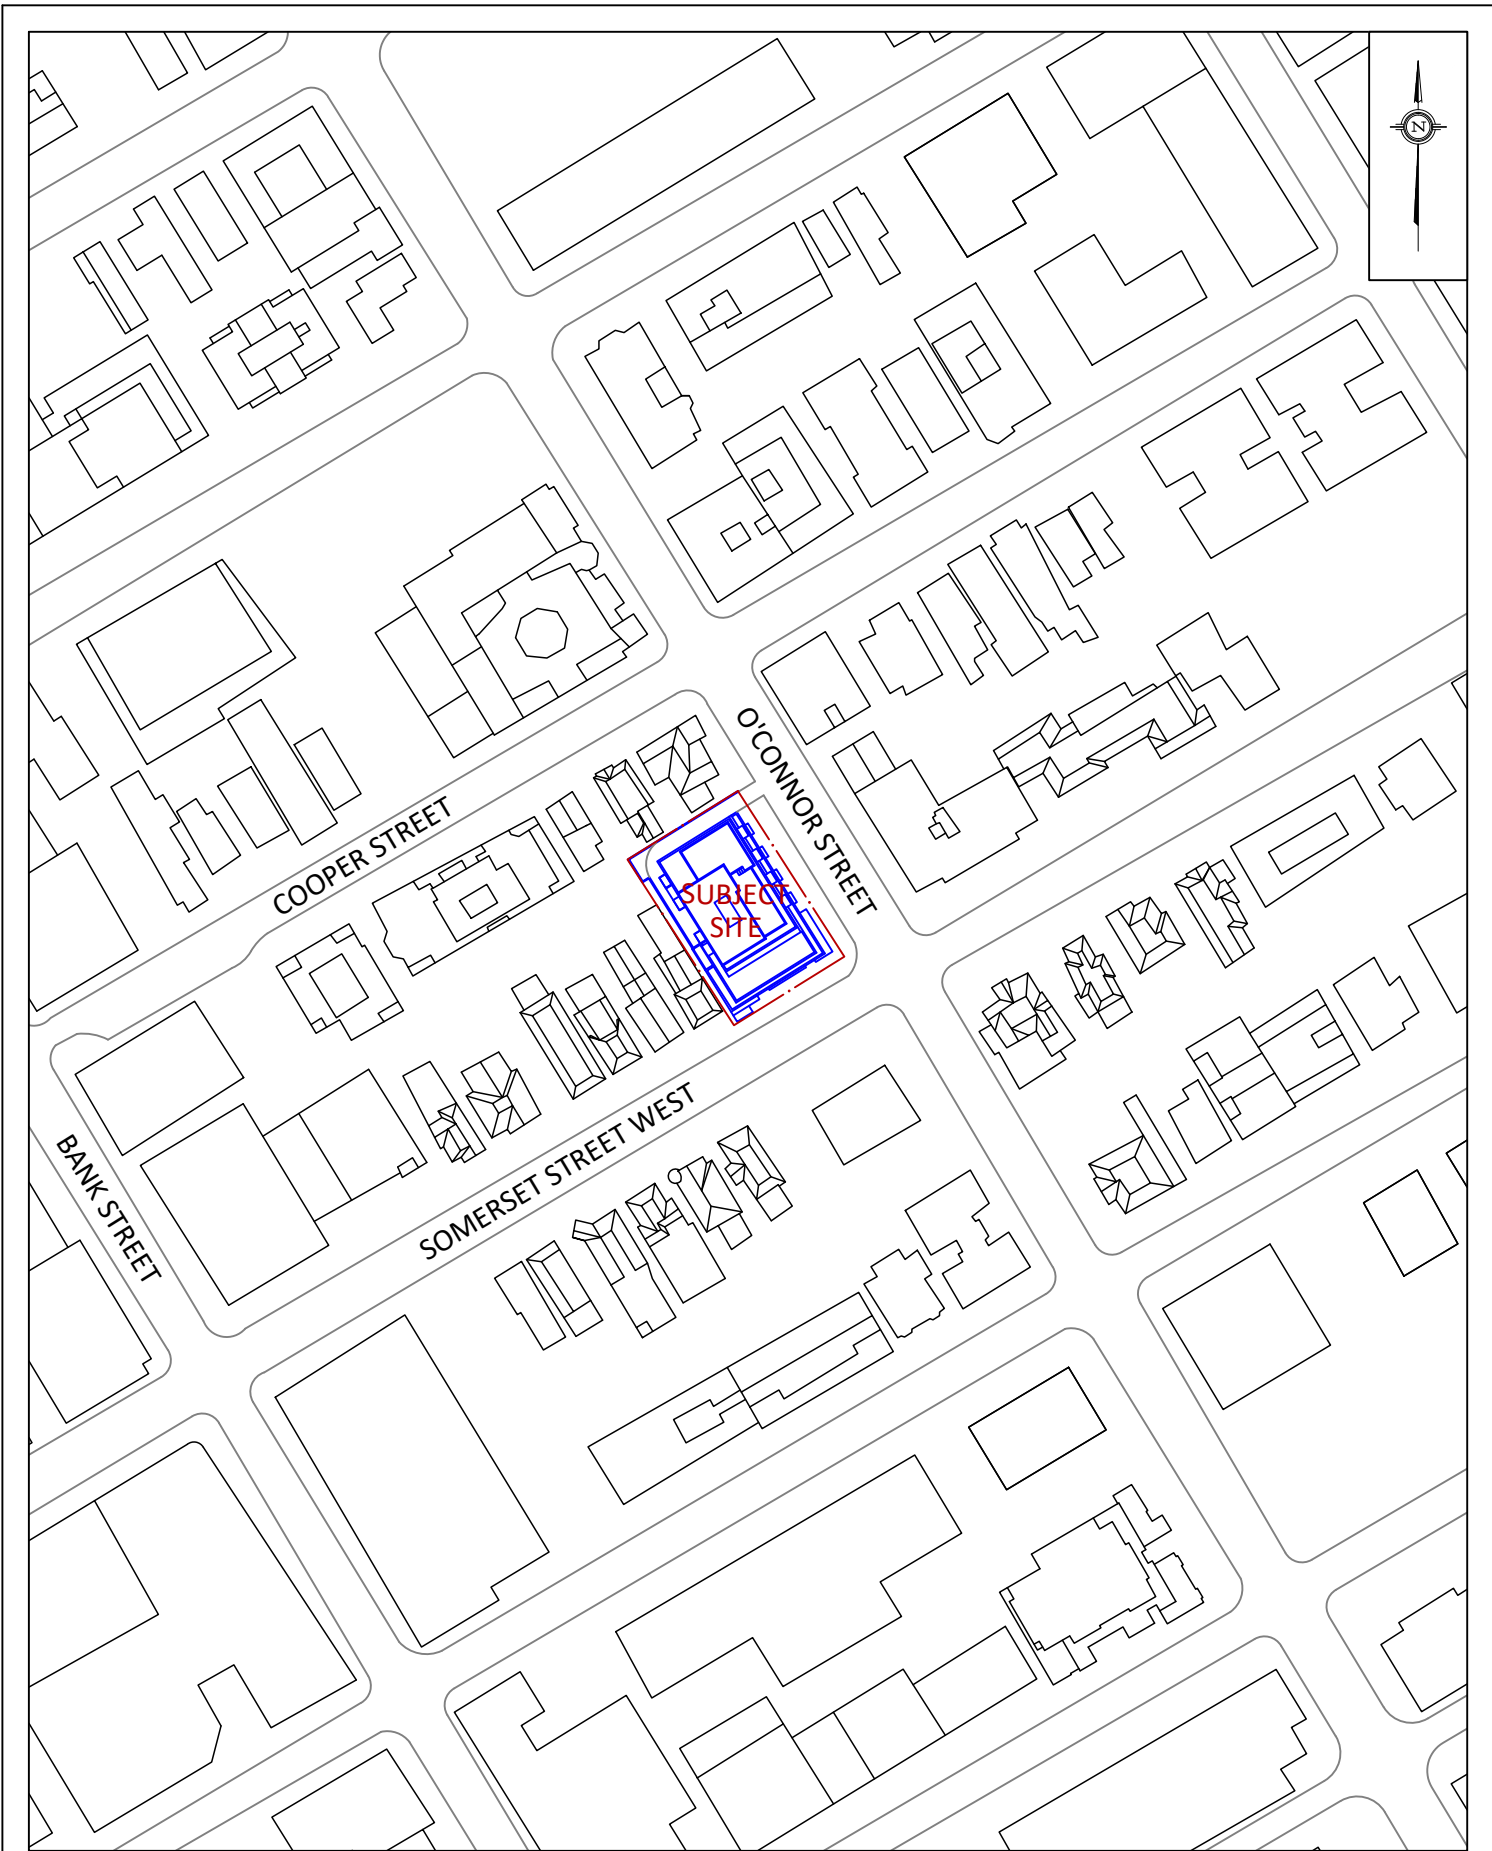 N
O'CONNOR STREET
COOPER STREET
SUBJECT
SITE
SOMERSET STREET WEST
BANK STREET